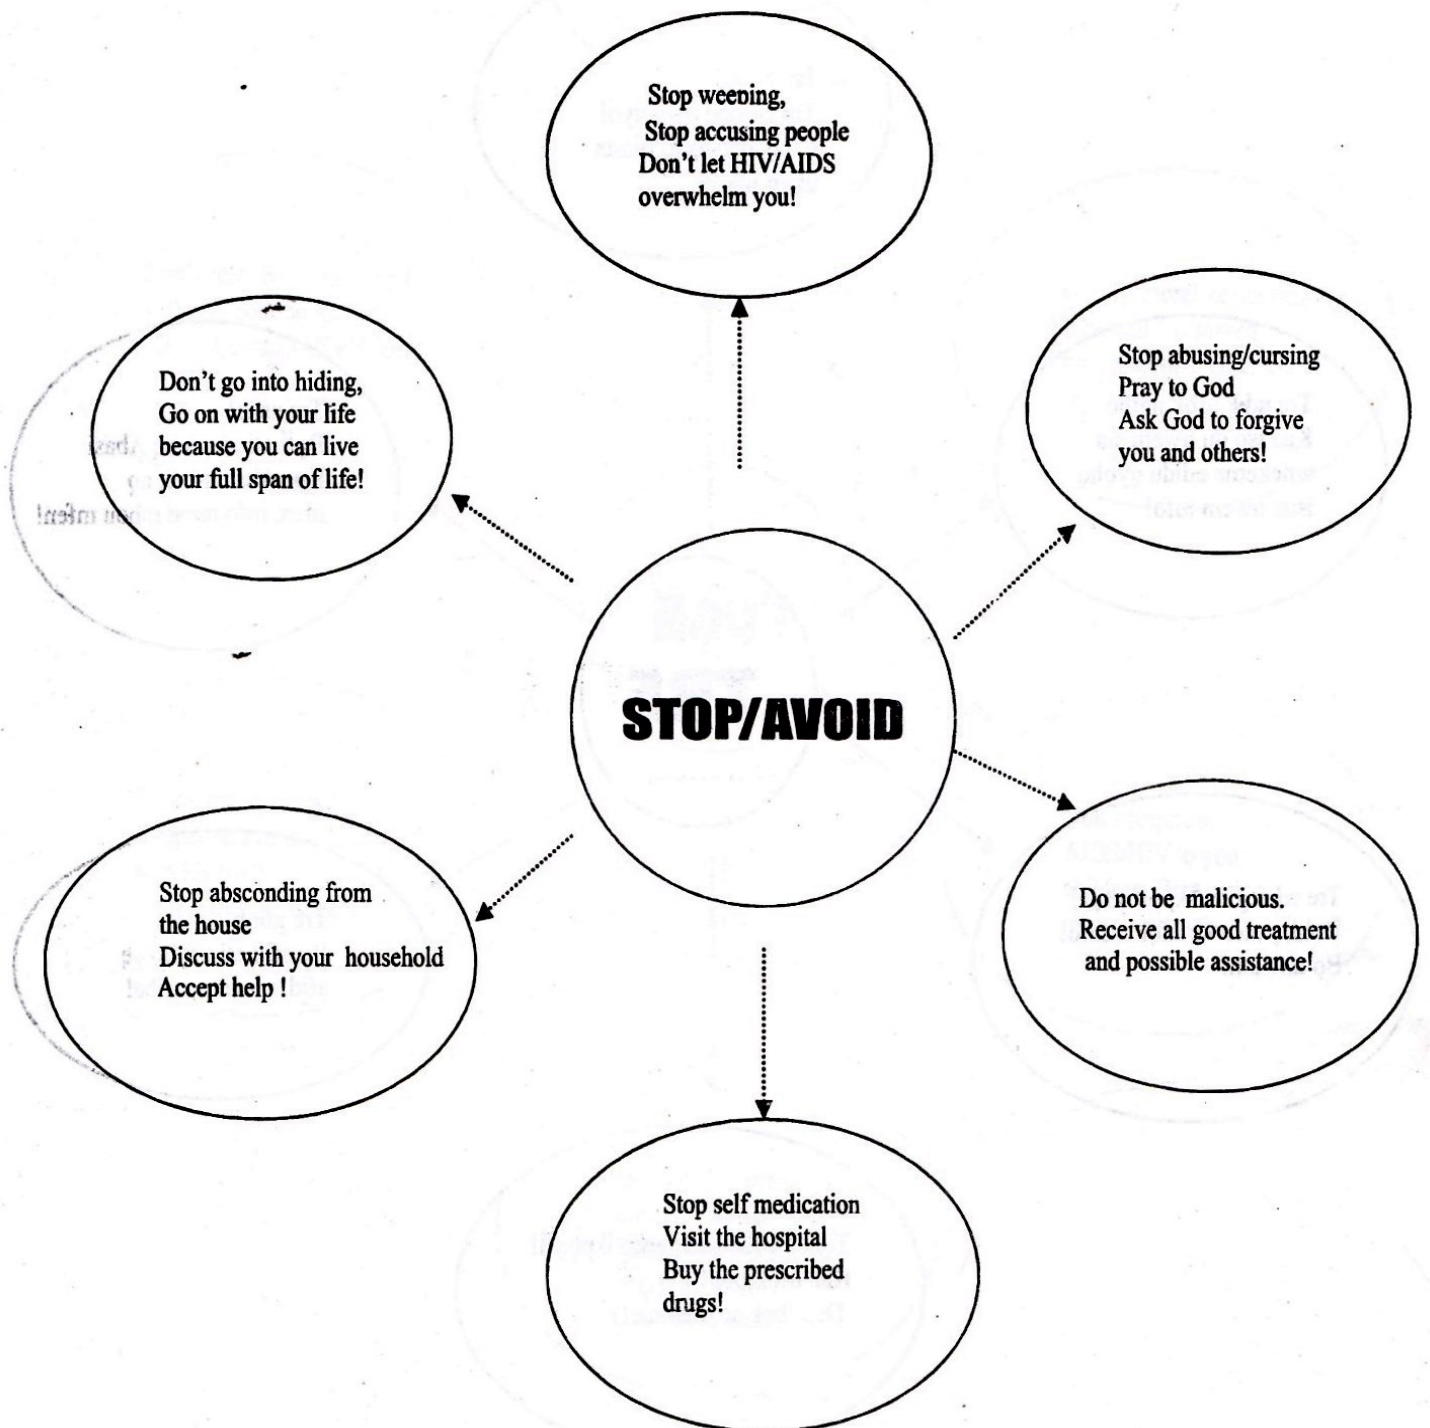 Stop weeping,
Stop accusing people
Don't let HIV/AIDS
overwhelm you!
Don't go into hiding,
Go on with your life
because you can live
your full span of life!
Stop abusing/cursing
Pray to God
Ask God to forgive
you and others!
STOP/AVOID
Stop absconding from
the house
Discuss with your household
Accept help !
Do not be malicious.
Receive all good treatment
and possible assistance!
Stop self medication
Visit the hospital
Buy the prescribed
drugs!